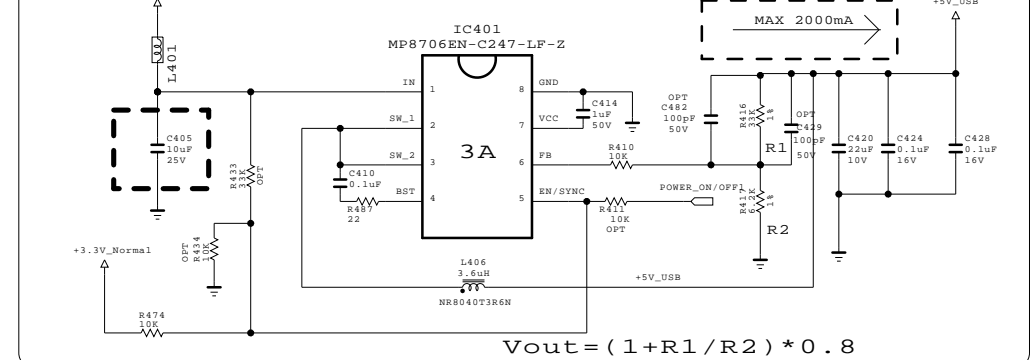 +5V_USB
MAX 2000mA
IC401
MP8706EN-C247-LF-Z
L401
IN
1
GND
8
C405
10uF
25V
R433
33K
OPT
SW_1
2
VCC
7
C414
1uF
50V
OPT
C482
100pF
50V
R416
33K
1%
R1
OPT
C429
100pF
50V
C420
22uF
10V
C424
0.1uF
16V
C428
0.1uF
16V
3A
SW_2
3
FB
6
R410
10K
C410
0.1uF
BST
4
R487
22
EN/SYNC
5
R411
10K
OPT
POWER_ON/OFF1
R417
6.2K
1%
R2
+3.3V_Normal
OPT
R434
10K
L406
3.6uH
NR8040T3R6N
+5V_USB
R474
10K
Vout=(1+R1/R2)*0.8